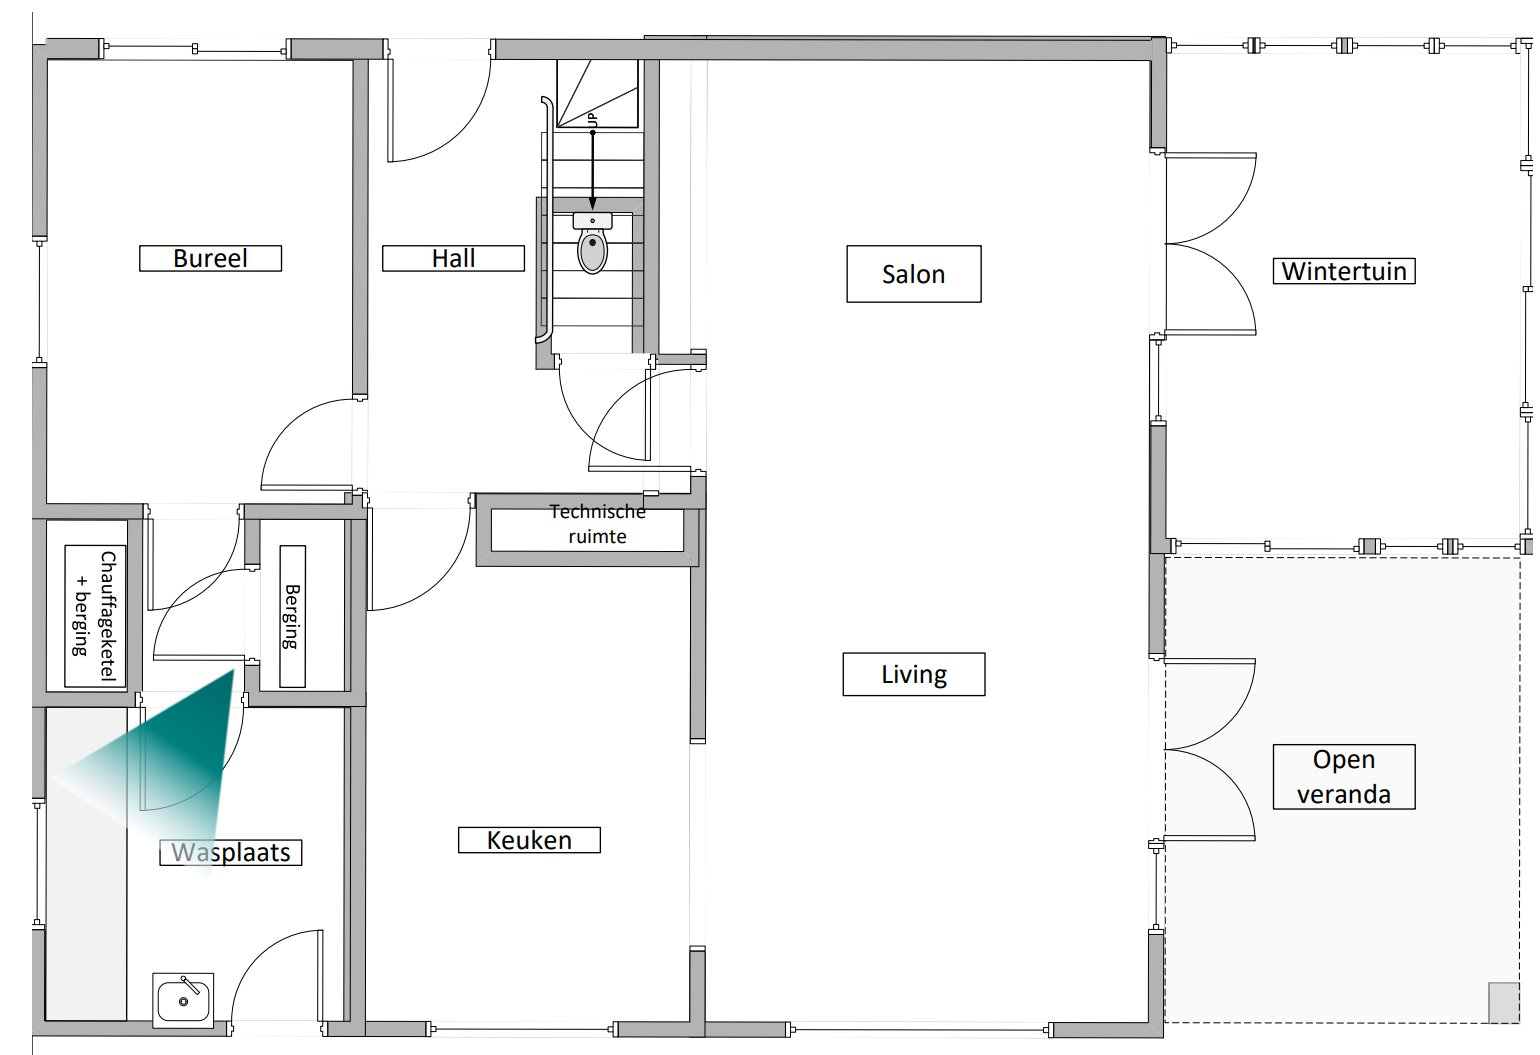 UP
Bureel
Hall
Salon
Wintertuin
Technische
ruimte
Chauffageketel
+ berging
Berging
Living
Open
veranda
Keuken
Wasplaats